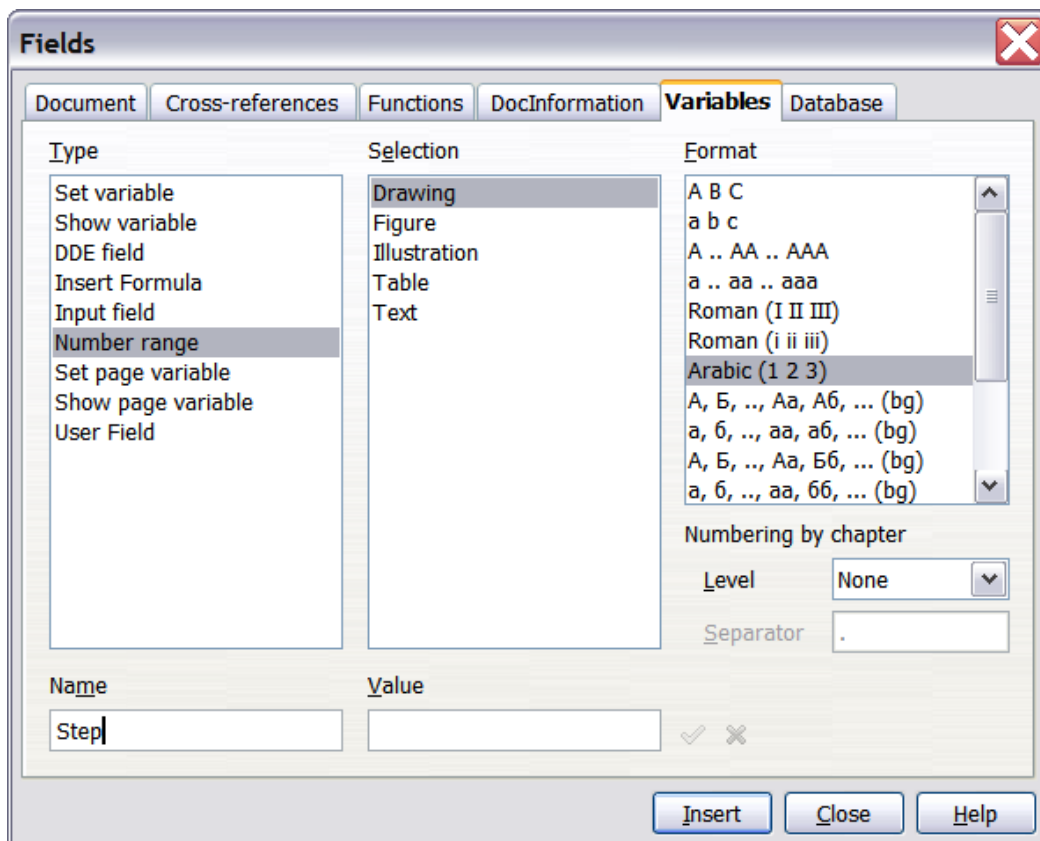 Fields
Document Cross-references Functions DocInformation Variables Database
Type
Set variable
Show variable
DDE field
Insert Formula
Input field
Number range
Set page variable
Show page variable
User Field
Selection
Drawing
Figure
Illustration
Table
Text
Format
A B C
a b c
A .. AA .. AAA
a .. aa .. aaa
Roman (I II III)
Roman (i ii iii)
Arabic (1 2 3)
А, Б, .., Аа, Аб, ... (bg)
а, б, .., аа, аб, ... (bg)
А, Б, .., Аа, Бб, ... (bg)
а, б, .., аа, бб, ... (bg)
Numbering by chapter
Level None
Separator .
Name
Step
Value
Insert Close Help